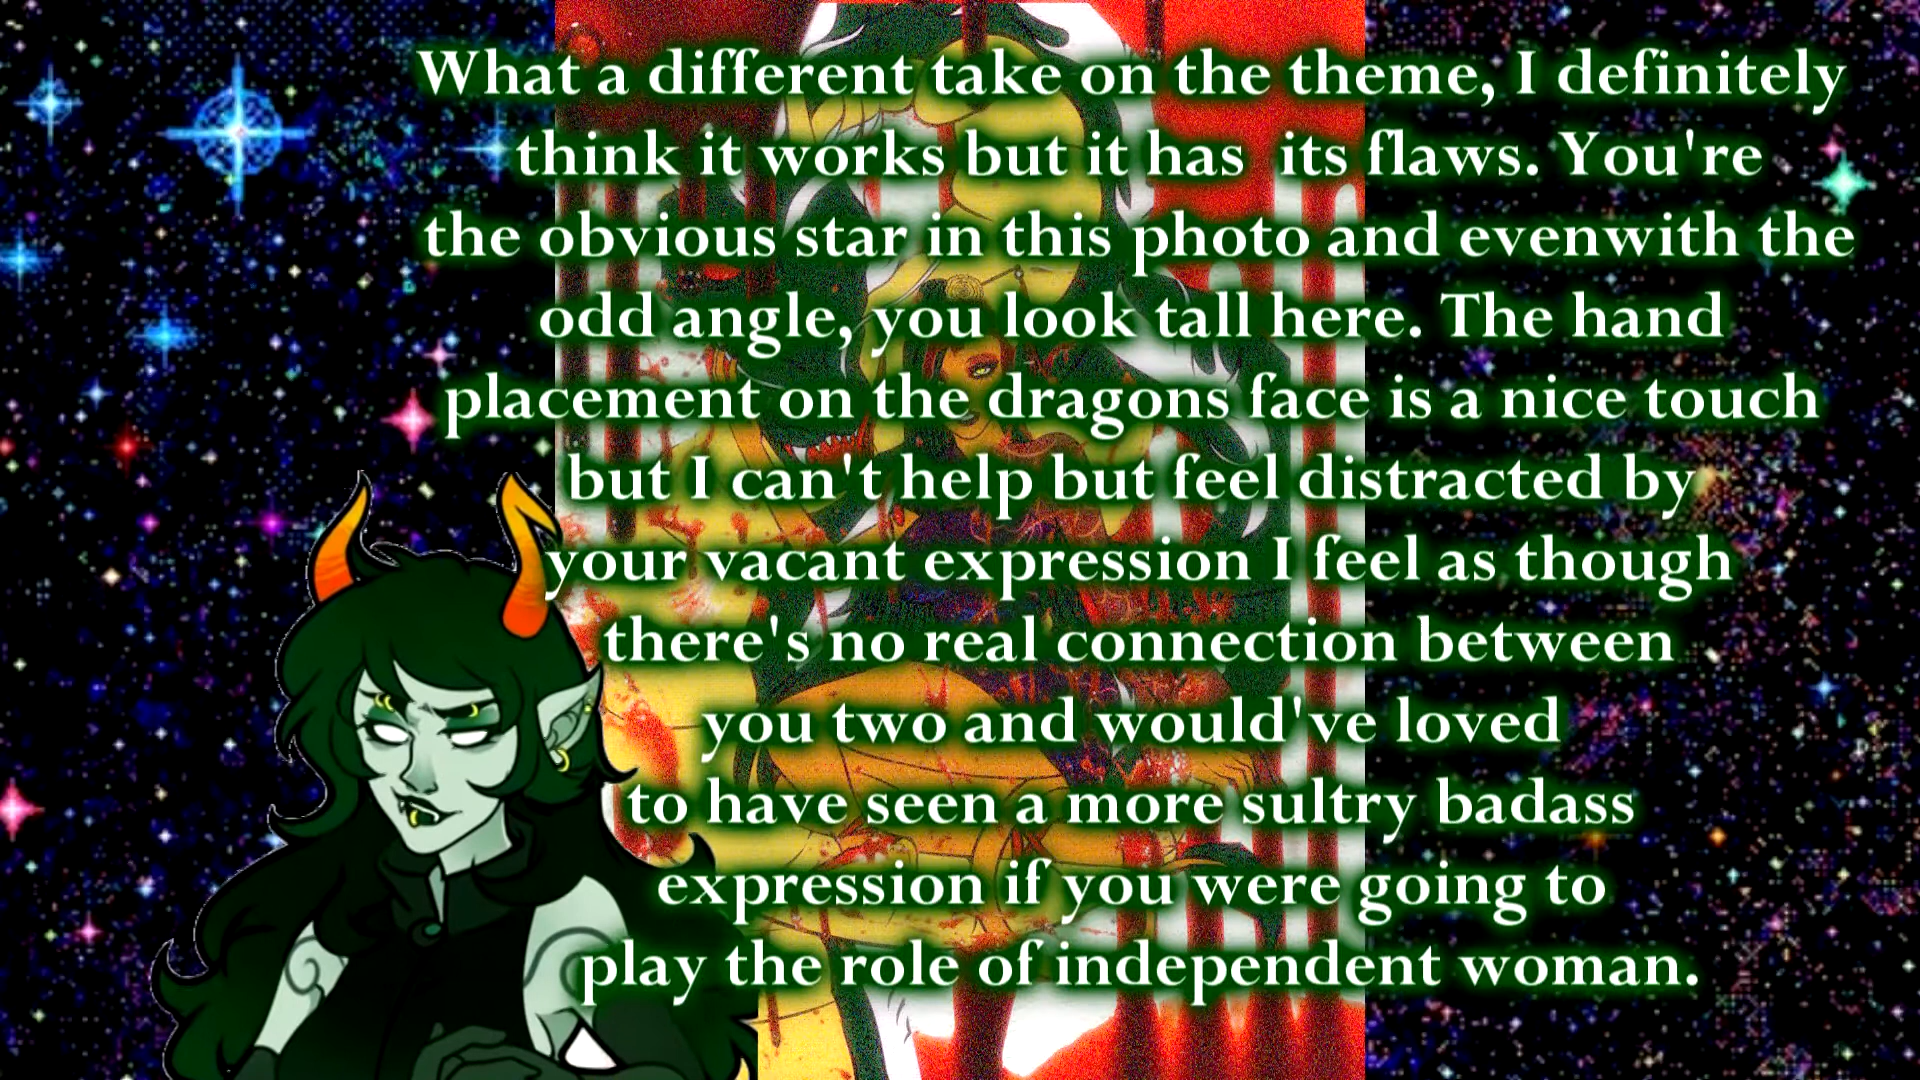 What a different take on the theme, I definitely
think it works but it has  its flaws. You're
the obvious star in this photo and evenwith the
odd angle, you look tall here. The hand
placement on the dragons face is a nice touch
but I can't help but feel distracted by
your vacant expression I feel as though
there's no real connection between
you two and would've loved
to have seen a more sultry badass
expression if you were going to
play the role of independent woman.